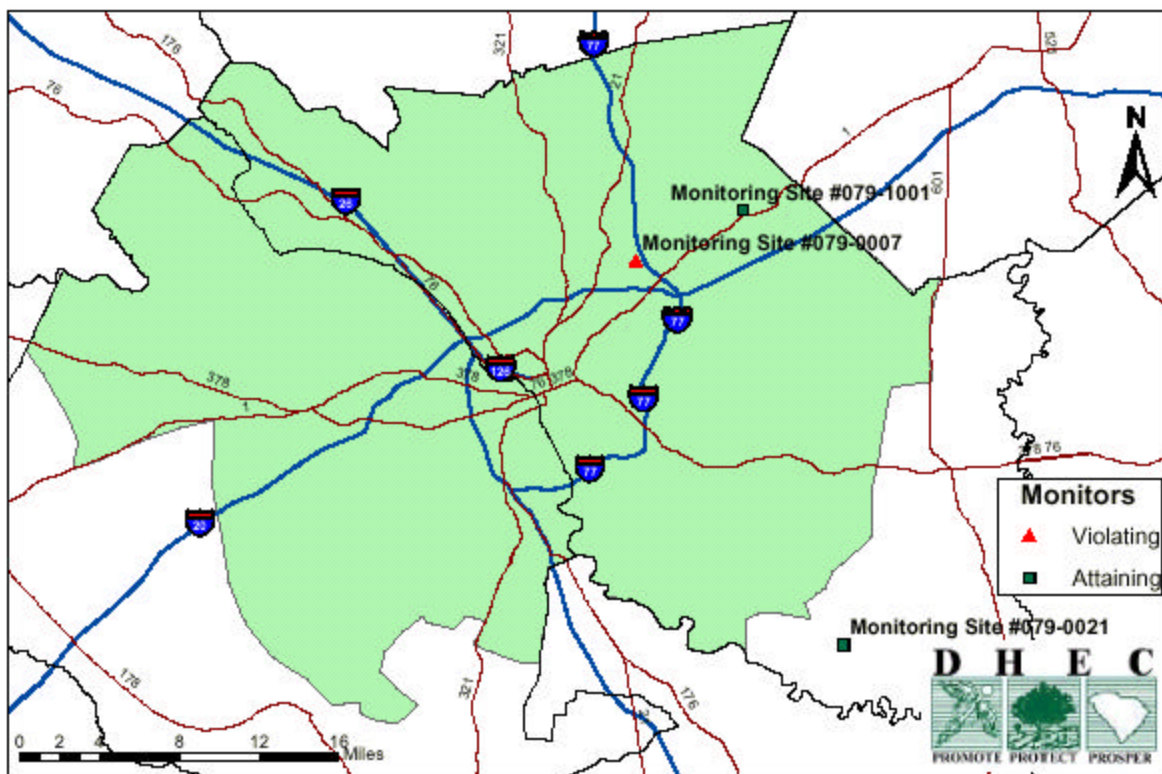 176
321
77
21
526
76
1
N
601
26
Monitoring Site #079-1001
Monitoring Site #079-0007
76
77
126
378
378
76
378
1
77
77
76
20
Monitors
Violating
Attaining
Monitoring Site #079-0021
D H E C
178
321
176
0 2 4 8 12 16
Miles
PROMOTE PROTECT PROSPER